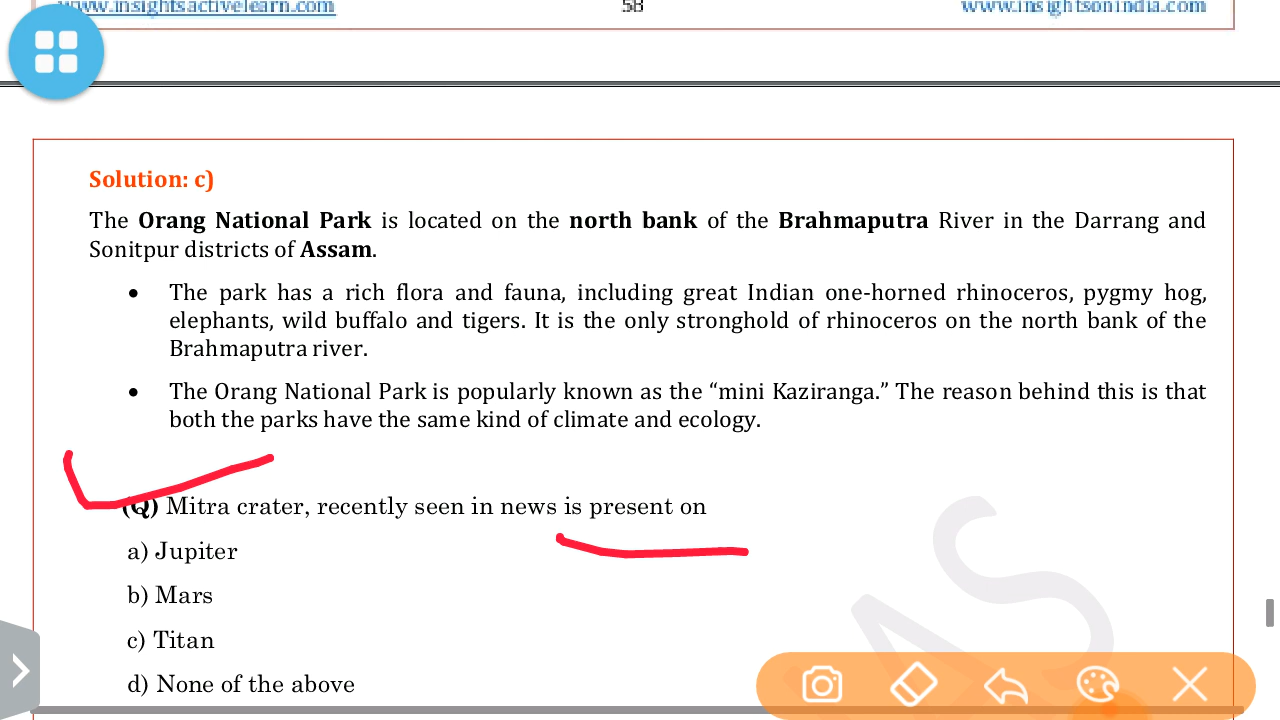 www.insightsactivelearn.com 58 www.insightsonindia.com
Solution: c)
The Orang National Park is located on the north bank of the Brahmaputra River in the Darrang and
Sonitpur districts of Assam.
• The park has a rich flora and fauna, including great Indian one-horned rhinoceros, pygmy hog,
elephants, wild buffalo and tigers. It is the only stronghold of rhinoceros on the north bank of the
Brahmaputra river.
• The Orang National Park is popularly known as the “mini Kaziranga.” The reason behind this is that
both the parks have the same kind of climate and ecology.
(Q) Mitra crater, recently seen in news is present on
a) Jupiter
b) Mars
c) Titan
d) None of the above